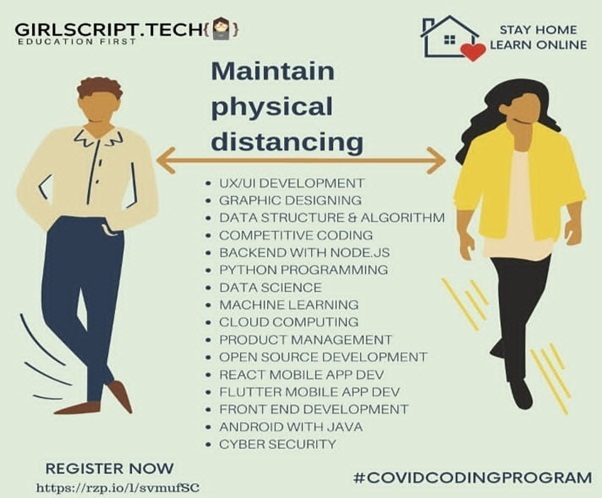 GIRLSCRIPT.TECH{ }
EDUCATION FIRST
STAY HOME
LEARN ONLINE
Maintain
physical
distancing
• UX/UI DEVELOPMENT
• GRAPHIC DESIGNING
• DATA STRUCTURE & ALGORITHM
• COMPETITIVE CODING
• BACKEND WITH NODE.JS
• PYTHON PROGRAMMING
• DATA SCIENCE
• MACHINE LEARNING
• CLOUD COMPUTING
• PRODUCT MANAGEMENT
• OPEN SOURCE DEVELOPMENT
• REACT MOBILE APP DEV
• FLUTTER MOBILE APP DEV
• FRONT END DEVELOPMENT
• ANDROID WITH JAVA
• CYBER SECURITY
REGISTER NOW
https://rzp.io/l/svmufSC
#COVIDCODINGPROGRAM